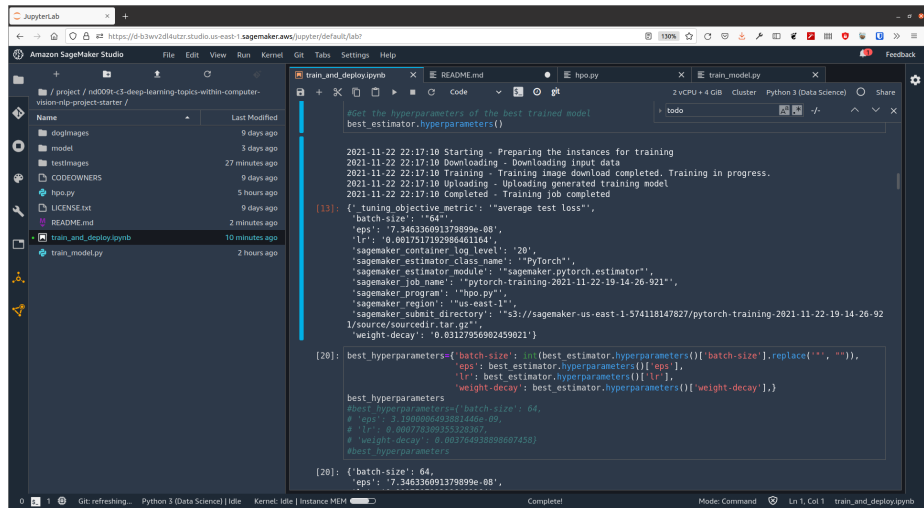 JupyterLab
https://d-b3wv2dl4utzr.studio.us-east-1.sagemaker.aws/jupyter/default/lab?
130%
Amazon SageMaker Studio File Edit View Run Kernel Git Tabs Settings Help Feedback
/ project / nd009t-c3-deep-learning-topics-within-computer-
vision-nlp-project-starter /
Name Last Modified
dogImages 9 days ago
model 3 days ago
testImages 27 minutes ago
CODEOWNERS 9 days ago
hpo.py 5 hours ago
LICENSE.txt 9 days ago
README.md 2 minutes ago
train_and_deploy.ipynb 10 minutes ago
train_model.py 2 hours ago
train_and_deploy.ipynb README.md hpo.py train_model.py
Code git 2 vCPU + 4 GiB Cluster Python 3 (Data Science) Share
todo -/-
#Get the hyperparameters of the best trained model
best_estimator.hyperparameters()
2021-11-22 22:17:10 Starting - Preparing the instances for training
2021-11-22 22:17:10 Downloading - Downloading input data
2021-11-22 22:17:10 Training - Training image download completed. Training in progress.
2021-11-22 22:17:10 Uploading - Uploading generated training model
2021-11-22 22:17:10 Completed - Training job completed
[13]: {'_tuning_objective_metric': '"average test loss"',
'batch-size': '"64"',
'eps': '7.346336091379899e-08',
'lr': '0.0017517929864611​64',
'sagemaker_container_log_level': '20',
'sagemaker_estimator_class_name': '"PyTorch"',
'sagemaker_estimator_module': '"sagemaker.pytorch.estimator"',
'sagemaker_job_name': '"pytorch-training-2021-11-22-19-14-26-921"',
'sagemaker_program': '"hpo.py"',
'sagemaker_region': '"us-east-1"',
'sagemaker_submit_directory': '"s3://sagemaker-us-east-1-574118147827/pytorch-training-2021-11-22-19-14-26-92
1/source/sourcedir.tar.gz"',
'weight-decay': '0.03127956902459021'}
[20]: best_hyperparameters={'batch-size': int(best_estimator.hyperparameters()['batch-size'].replace('"', "")),
'eps': best_estimator.hyperparameters()['eps'],
'lr': best_estimator.hyperparameters()['lr'],
'weight-decay': best_estimator.hyperparameters()['weight-decay'],}
best_hyperparameters
#best_hyperparameters={'batch-size': 64,
# 'eps': 3.1900006493881446e-09,
# 'lr': 0.000778309355328367,
# 'weight-decay': 0.003764938898607458}
#best_hyperparameters
[20]: {'batch-size': 64,
'eps': '7.346336091379899e-08',
0 1 Git: refreshing... Python 3 (Data Science) | Idle Kernel: Idle | Instance MEM Complete! Mode: Command Ln 1, Col 1 train_and_deploy.ipynb